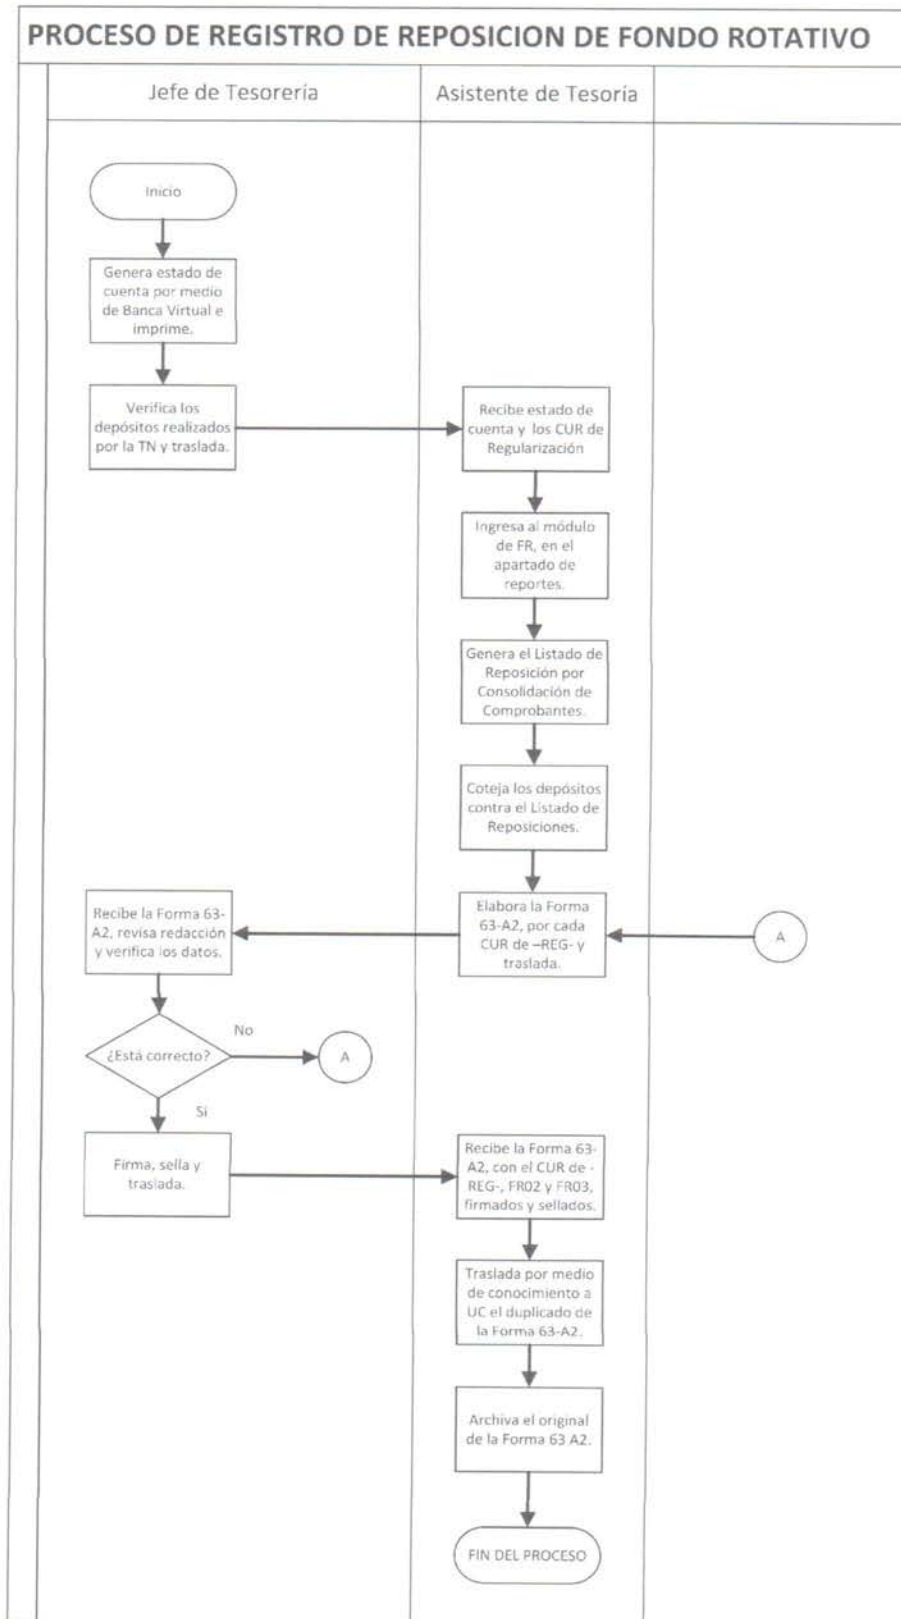 PROCESO DE REGISTRO DE REPOSICION DE FONDO ROTATIVO
Jefe de Tesorería
Asistente de Tesoría
Inicio
Genera estado de
cuenta por medio
de Banca Virtual e
imprime.
Verifica los
depósitos realizados
por la TN y traslada.
Recibe estado de
cuenta y los CUR de
Regularización
Ingresa al módulo
de FR, en el
apartado de
reportes.
Genera el Listado de
Reposición por
Consolidación de
Comprobantes.
Coteja los depósitos
contra el Listado de
Reposiciones.
Elabora la Forma
63-A2, por cada
CUR de –REG- y
traslada.
A
Recibe la Forma 63-
A2, revisa redacción
y verifica los datos.
¿Está correcto?
No
A
Si
Firma, sella y
traslada.
Recibe la Forma 63-
A2, con el CUR de -
REG-, FR02 y FR03,
firmados y sellados.
Traslada por medio
de conocimiento a
UC el duplicado de
la Forma 63-A2.
Archiva el original
de la Forma 63 A2.
FIN DEL PROCESO